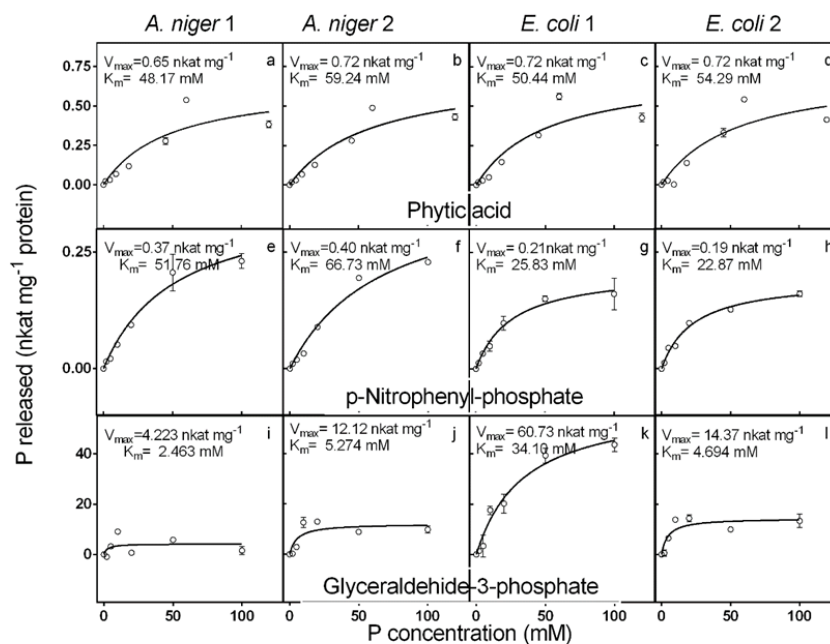 A. niger 1 A. niger 2 E. coli 1 E. coli 2
P released (nkat mg-1 protein)
0.75
0.50
0.25
0.00
Vmax=0.65 nkat mg-1 a
Km= 48.17 mM
Vmax=0.72 nkat mg-1 b
Km= 59.24 mM
Vmax=0.72 nkat mg-1 c
Km= 50.44 mM
Vmax=0.72 nkat mg-1 d
Km= 54.29 mM
Phytic acid
0.25
0.00
Vmax=0.37 nkat mg-1 e
Km= 51.76 mM
Vmax=0.40 nkat mg-1 f
Km= 66.73 mM
Vmax= 0.21nkat mg-1 g
Km= 25.83 mM
Vmax=0.19 nkat mg-1 h
Km= 22.87 mM
p-Nitrophenyl-phosphate
40
20
0
Vmax=4.223 nkat mg-1 i
Km= 2.463 mM
Vmax=12.12 nkat mg-1 j
Km= 5.274 mM
Vmax=60.73 nkat mg-1 k
Km= 34.10 mM
Vmax=14.37 nkat mg-1 l
Km= 4.694 mM
Glyceraldehide-3-phosphate
0 50 100 0 50 100 0 50 100 0 50 100
P concentration (mM)